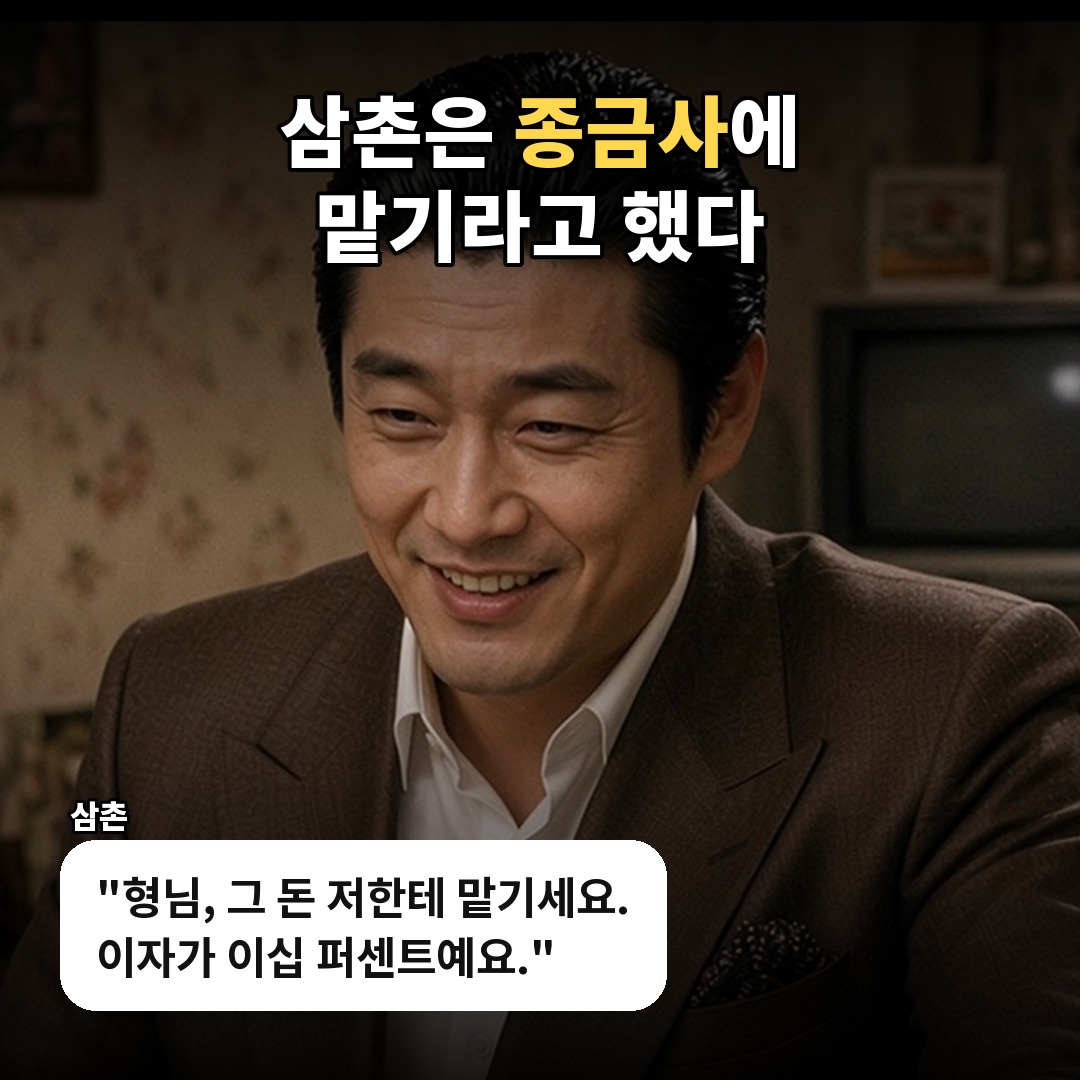 삼촌은 종금사에
맡기라고 했다
삼촌
"형님, 그 돈 저한테 맡기세요.
이자가 이십 퍼센트예요."